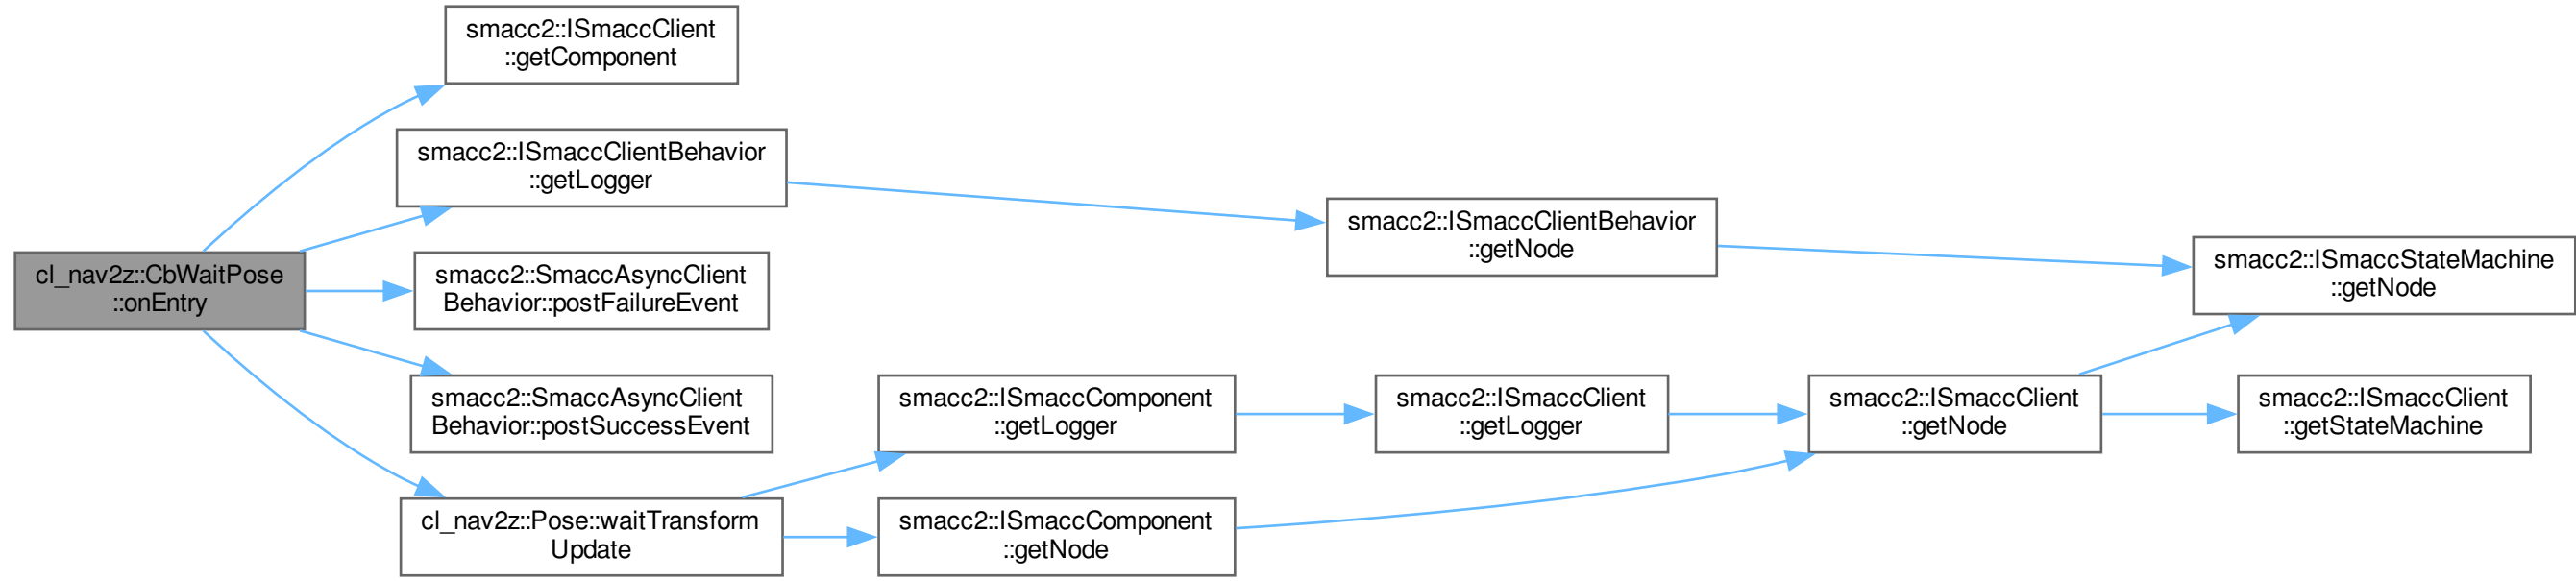 smacc2::ISmaccClient
::getComponent
smacc2::ISmaccClientBehavior
::getLogger
cl_nav2z::CbWaitPose
::onEntry
smacc2::SmaccAsyncClient
Behavior::postFailureEvent
smacc2::SmaccAsyncClient
Behavior::postSuccessEvent
cl_nav2z::Pose::waitTransform
Update
smacc2::ISmaccComponent
::getLogger
smacc2::ISmaccComponent
::getNode
smacc2::ISmaccClientBehavior
::getNode
smacc2::ISmaccClient
::getLogger
smacc2::ISmaccClient
::getNode
smacc2::ISmaccStateMachine
::getNode
smacc2::ISmaccClient
::getStateMachine